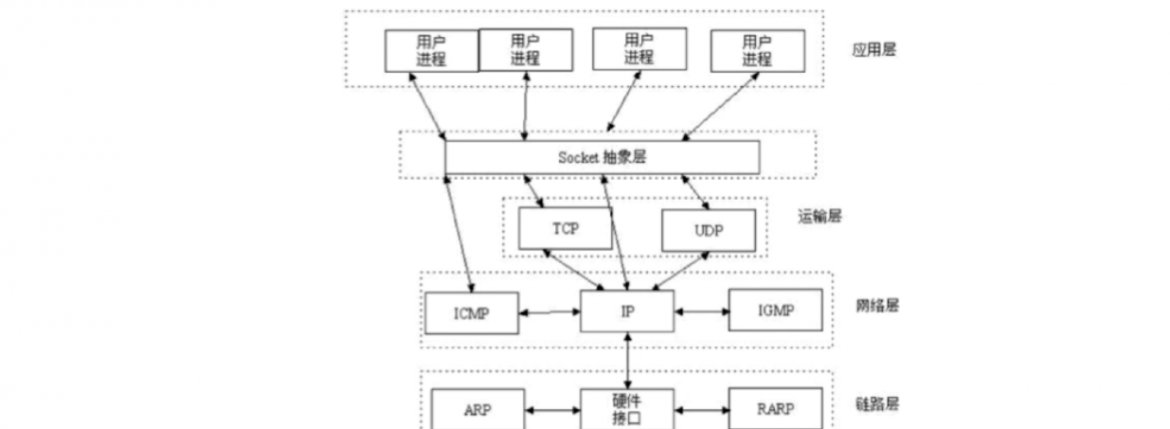 用户
进程
用户
进程
用户
进程
用户
进程
应用层
Socket 抽象层
TCP
UDP
运输层
ICMP
IP
IGMP
网络层
ARP
硬件
接口
RARP
链路层